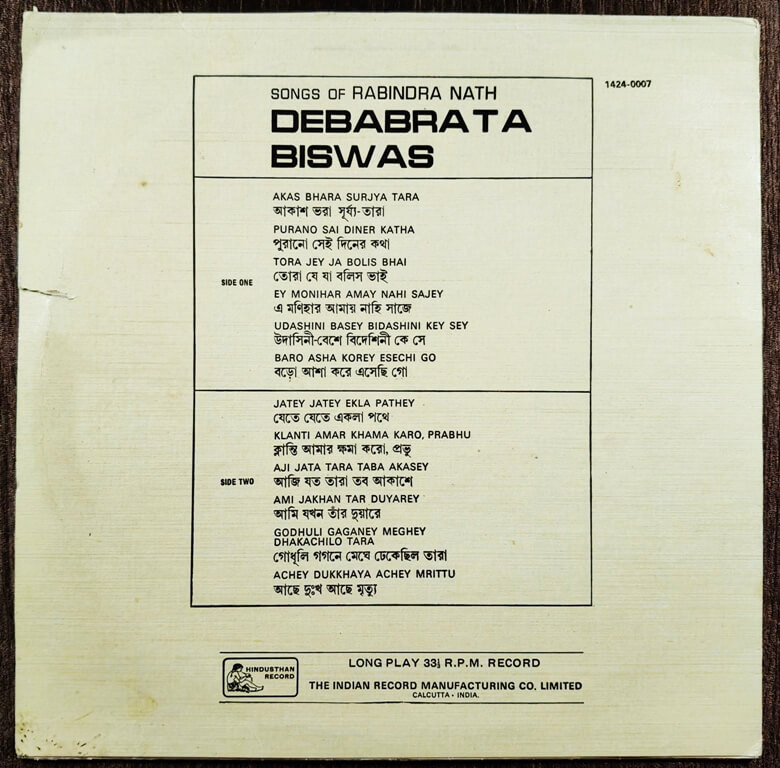 SONGS OF RABINDRA NATH
DEBABRATA
BISWAS
1424-0007
SIDE ONE
AKAS BHARA SURJYA TARA
আকাশ ভরা সূর্য্য-তারা
PURANO SAI DINER KATHA
পুরানো সেই দিনের কথা
TORA JEY JA BOLIS BHAI
তোরা যে যা বলিস ভাই
EY MONIHAR AMAY NAHI SAJEY
এ মণিহার আমায় নাহি সাজে
UDASHINI BASEY BIDASHINI KEY SEY
উদাসিনী-বেশে বিদেশিনী কে সে
BARO ASHA KOREY ESECHI GO
বড়ো আশা করে এসেছি গো
SIDE TWO
JATEY JATEY EKLA PATHEY
যেতে যেতে একলা পথে
KLANTI AMAR KHAMA KARO, PRABHU
ক্লান্তি আমার ক্ষমা করো, প্রভু
AJI JATA TARA TABA AKASEY
আজি যত তারা তব আকাশে
AMI JAKHAN TAR DUYAREY
আমি যখন তাঁর দুয়ারে
GODHULI GAGANEY MEGHEY
DHAKACHILO TARA
গোধূলি গগনে মেঘে ঢেকেছিল তারা
ACHEY DUKKHAYA ACHEY MRITTU
আছে দুঃখ আছে মৃত্যু
HINDUSTHAN
RECORD
LONG PLAY 33⅓ R.P.M. RECORD
THE INDIAN RECORD MANUFACTURING CO. LIMITED
CALCUTTA - INDIA.